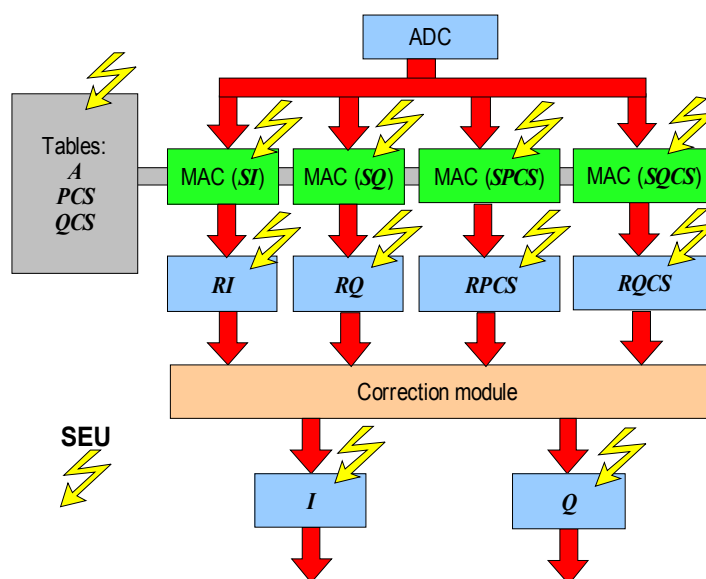 ADC
Tables:
A
PCS
QCS
MAC (SI)
MAC (SQ)
MAC (SPCS)
MAC (SQCS)
RI
RQ
RPCS
RQCS
Correction module
SEU
I
Q